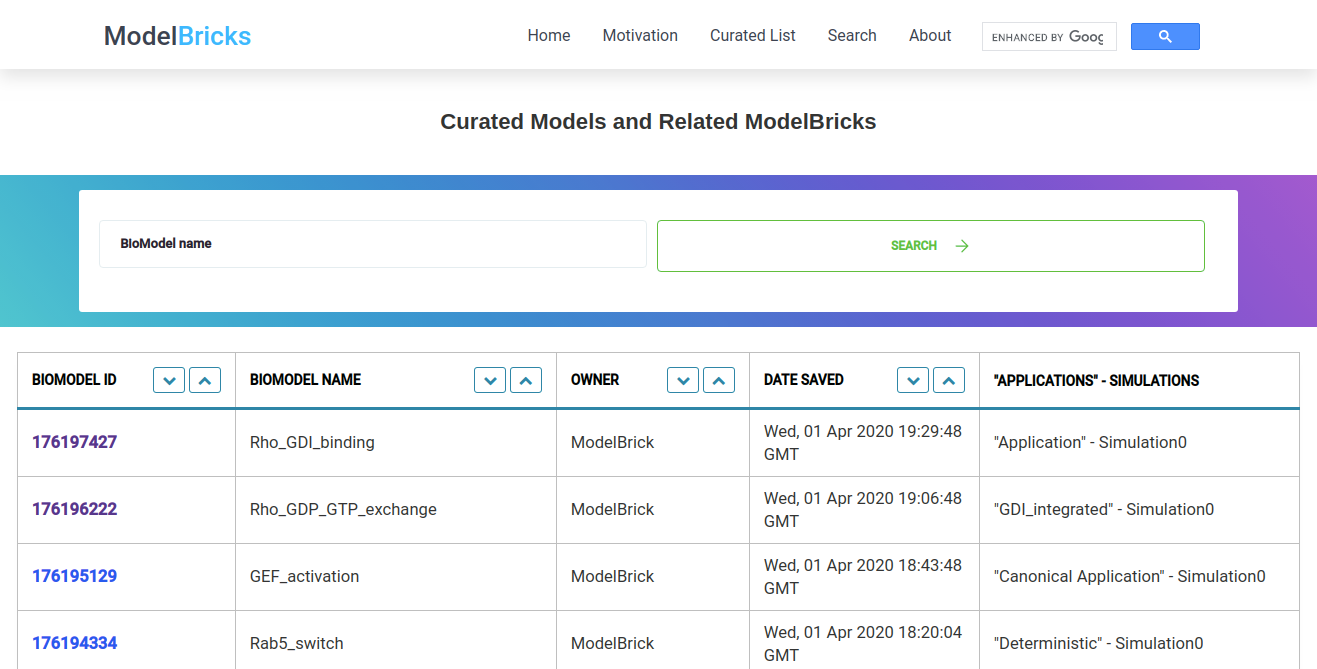 ModelBricks
Home Motivation Curated List Search About ENHANCED BY Goog
Curated Models and Related ModelBricks
BIoModel name SEARCH
BIOMODEL ID BIOMODEL NAME OWNER DATE SAVED "APPLICATIONS" - SIMULATIONS
176197427 Rho_GDI_binding ModelBrick Wed, 01 Apr 2020 19:29:48 GMT "Application" - Simulation0
176196222 Rho_GDP_GTP_exchange ModelBrick Wed, 01 Apr 2020 19:06:48 GMT "GDI_integrated" - Simulation0
176195129 GEF_activation ModelBrick Wed, 01 Apr 2020 18:43:48 GMT "Canonical Application" - Simulation0
176194334 Rab5_switch ModelBrick Wed, 01 Apr 2020 18:20:04 GMT "Deterministic" - Simulation0